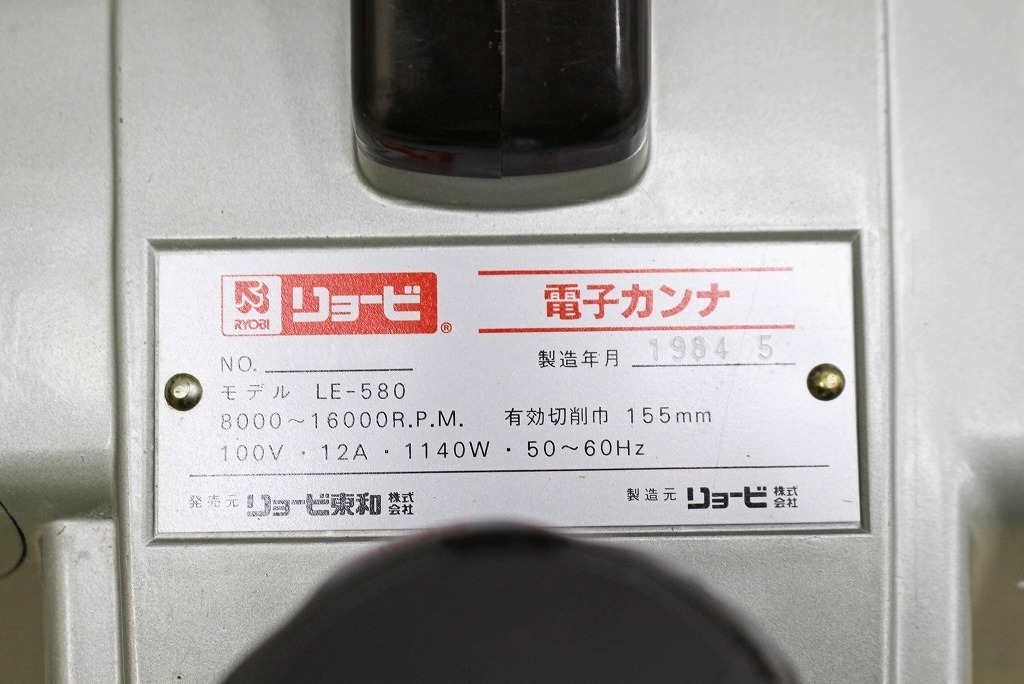 RYOBI リョービ ® 電子カンナ
NO. 製造年月 1984 5
モデル LE-580
8000～16000R.P.M. 有効切削巾 155mm
100V・12A・1140W・50～60Hz
発売元 リョービ東和 株式会社 製造元 リョービ 株式会社